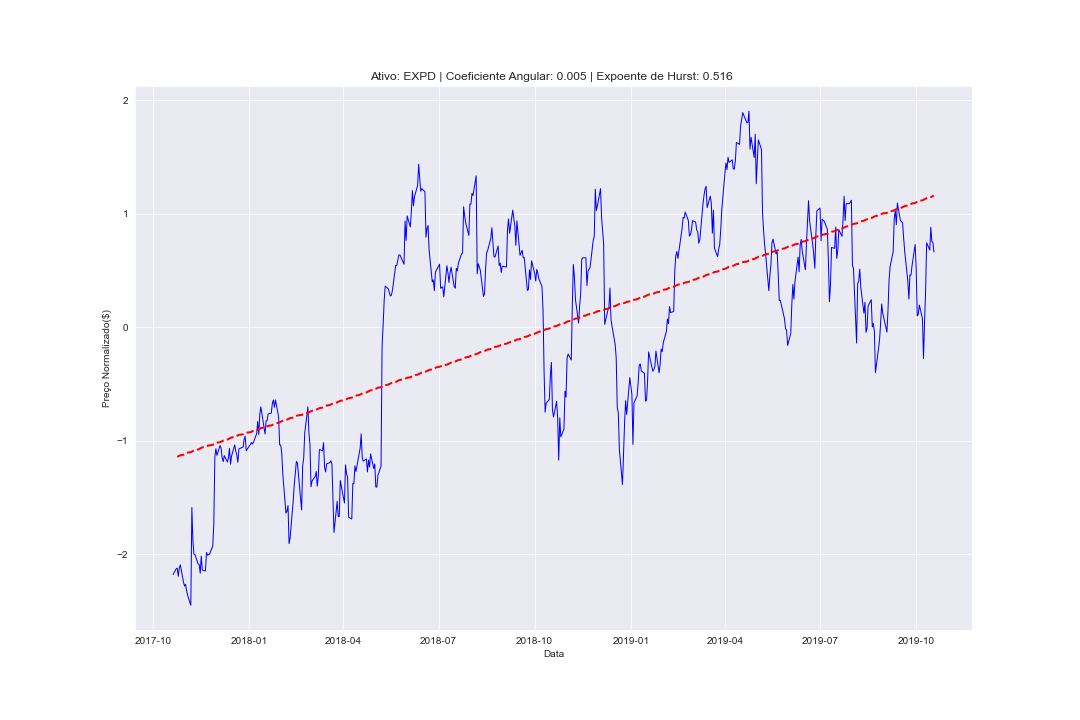 Ativo: EXPD | Coeficiente Angular: 0.005 | Expoente de Hurst: 0.516
2
1
0
−1
−2
Preço Normalizado($)
2017-10 2018-01 2018-04 2018-07 2018-10 2019-01 2019-04 2019-07 2019-10
Data